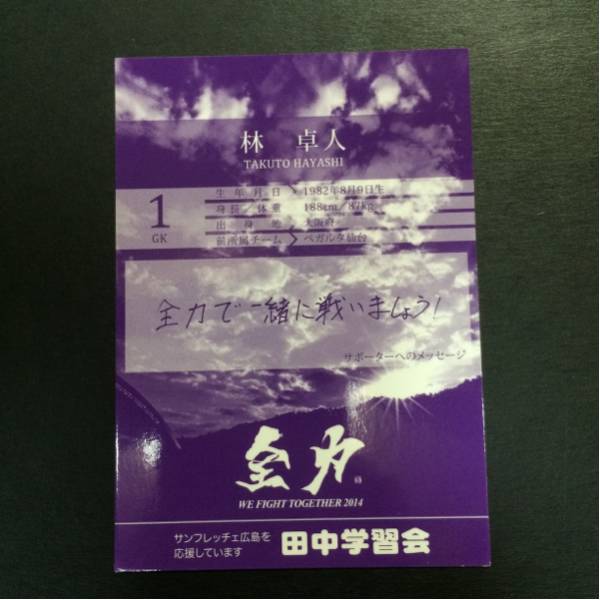 林 卓人
TAKUTO HAYASHI
1
GK
生年月日 1982年8月9日生
身長/体重 188cm/87kg
出身地 大阪府
前所属チーム ベガルタ仙台
全力で一緒に戦いましょう!
サポーターへのメッセージ
全力
WE FIGHT TOGETHER 2014
サンフレッチェ広島を
応援しています
田中学習会